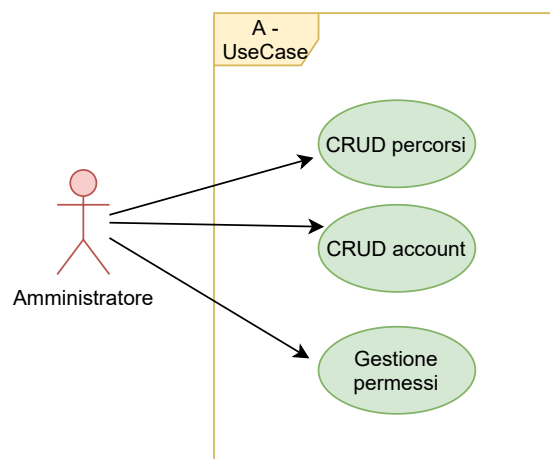 A -
UseCase
CRUD percorsi
CRUD account
Amministratore
Gestione
permessi